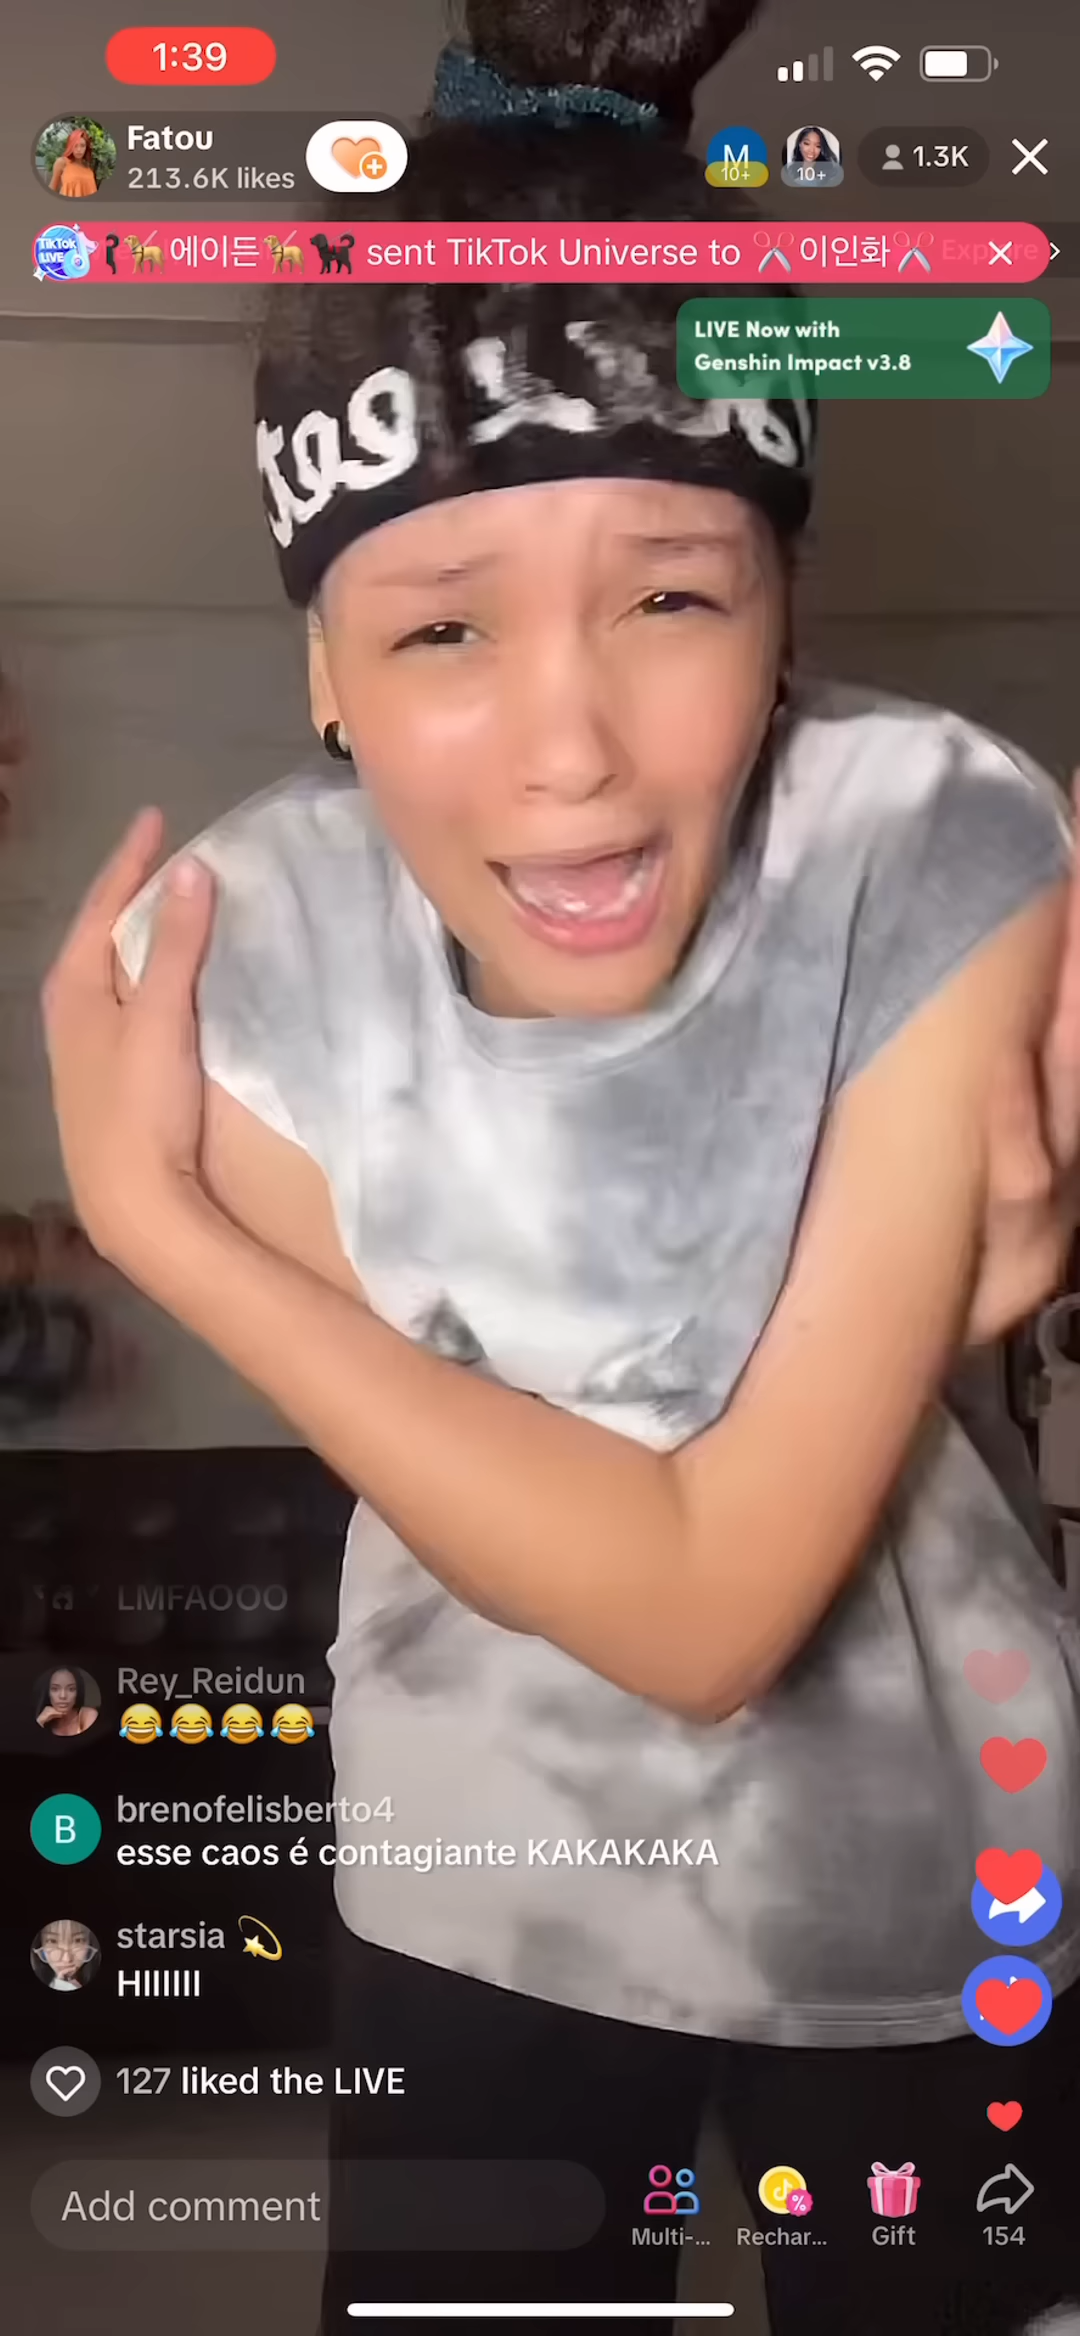 1:39
Fatou
213.6K likes
M
10+
10+
1.3K
TikTok
LIVE
에이든 sent TikTok Universe to ✂️이인화✂️
LIVE Now with
Genshin Impact v3.8
LMFAOOO
Rey_Reidun
😂😂😂😂
B
brenofelisberto4
esse caos é contagiante KAKAKAKA
starsia 💫
HIIIIII
127 liked the LIVE
Add comment
Multi-...
Rechar...
Gift
154